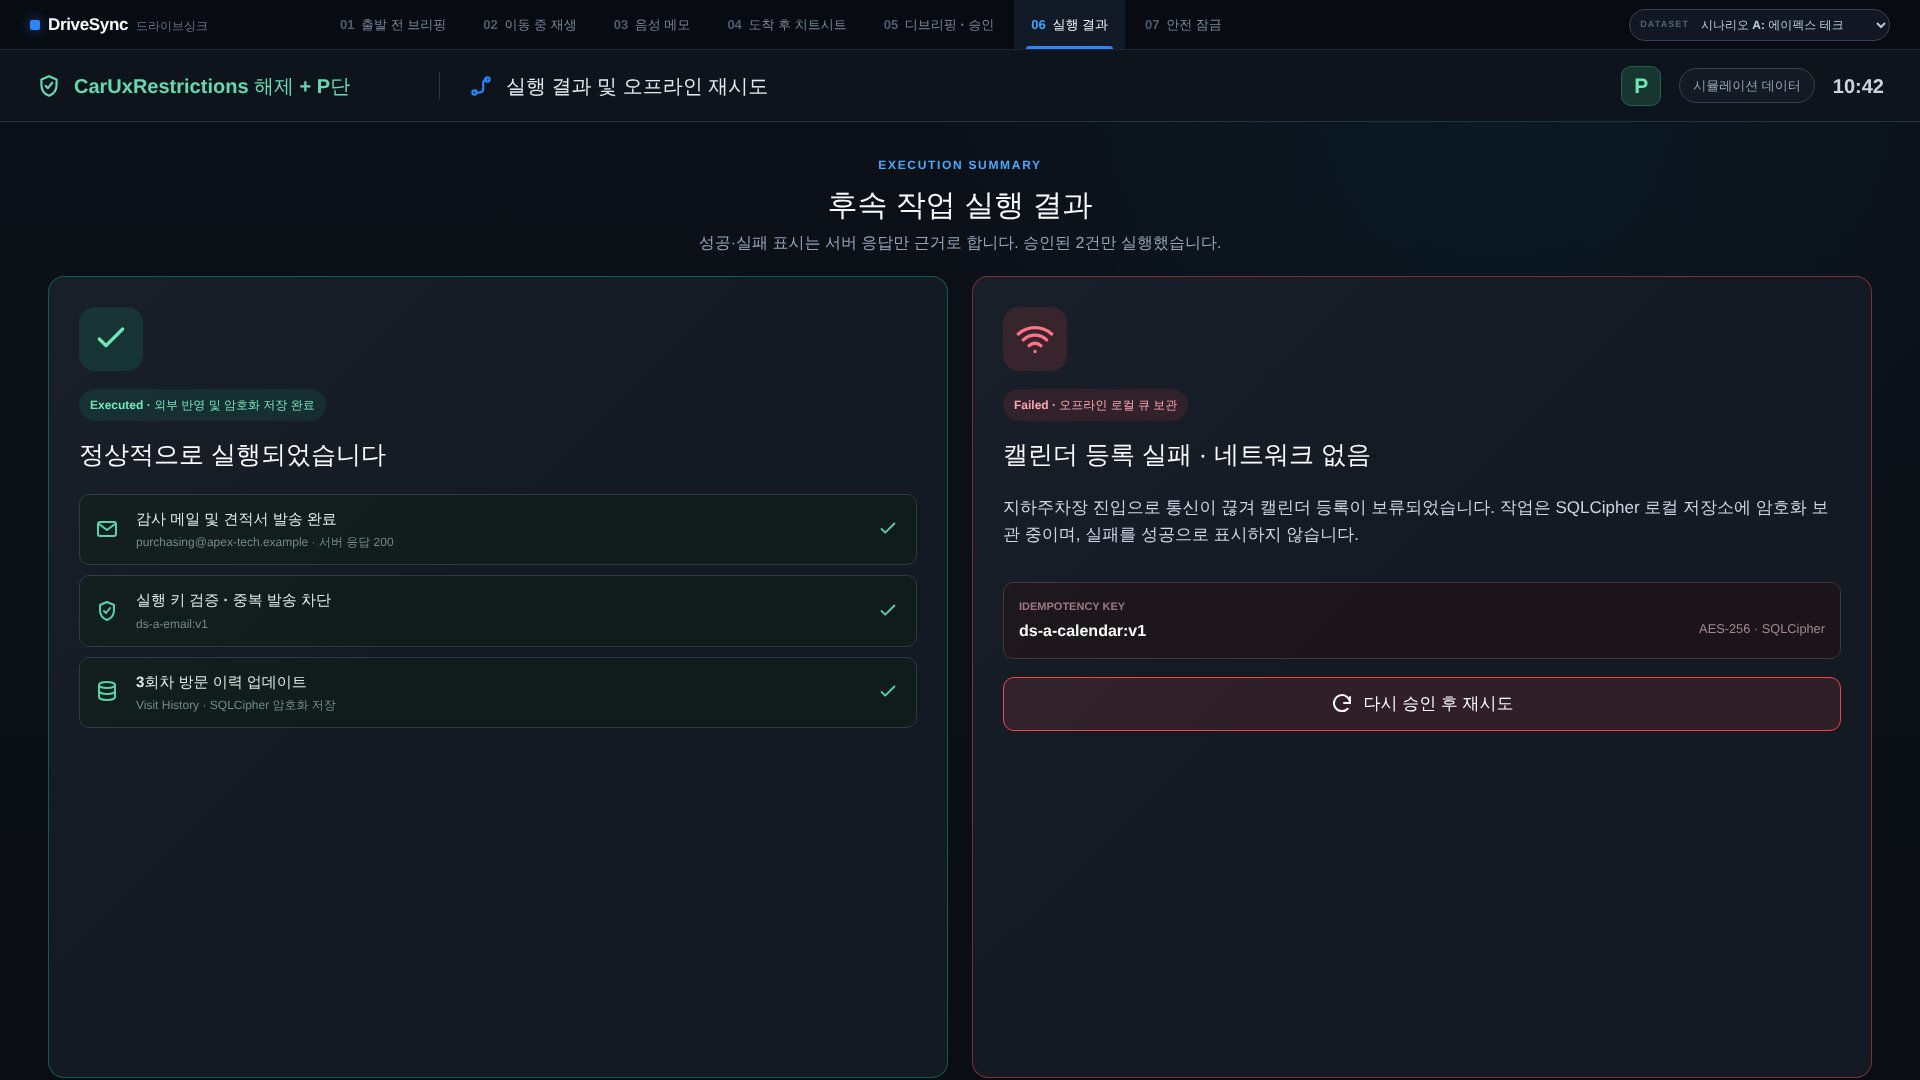 DriveSync 드라이브싱크
01 출발 전 브리핑
02 이동 중 재생
03 음성 메모
04 도착 후 치트시트
05 디브리핑 · 승인
06 실행 결과
07 안전 잠금
DATASET 시나리오 A: 에이펙스 테크
CarUxRestrictions 해제 + P단
실행 결과 및 오프라인 재시도
P
시뮬레이션 데이터
10:42
EXECUTION SUMMARY
후속 작업 실행 결과
성공·실패 표시는 서버 응답만 근거로 합니다. 승인된 2건만 실행했습니다.
Executed · 외부 반영 및 암호화 저장 완료
정상적으로 실행되었습니다
감사 메일 및 견적서 발송 완료
purchasing@apex-tech.example · 서버 응답 200
실행 키 검증 · 중복 발송 차단
ds-a-email:v1
3회차 방문 이력 업데이트
Visit History · SQLCipher 암호화 저장
Failed · 오프라인 로컬 큐 보관
캘린더 등록 실패 · 네트워크 없음
지하주차장 진입으로 통신이 끊겨 캘린더 등록이 보류되었습니다. 작업은 SQLCipher 로컬 저장소에 암호화 보
관 중이며, 실패를 성공으로 표시하지 않습니다.
IDEMPOTENCY KEY
ds-a-calendar:v1
AES-256 · SQLCipher
다시 승인 후 재시도